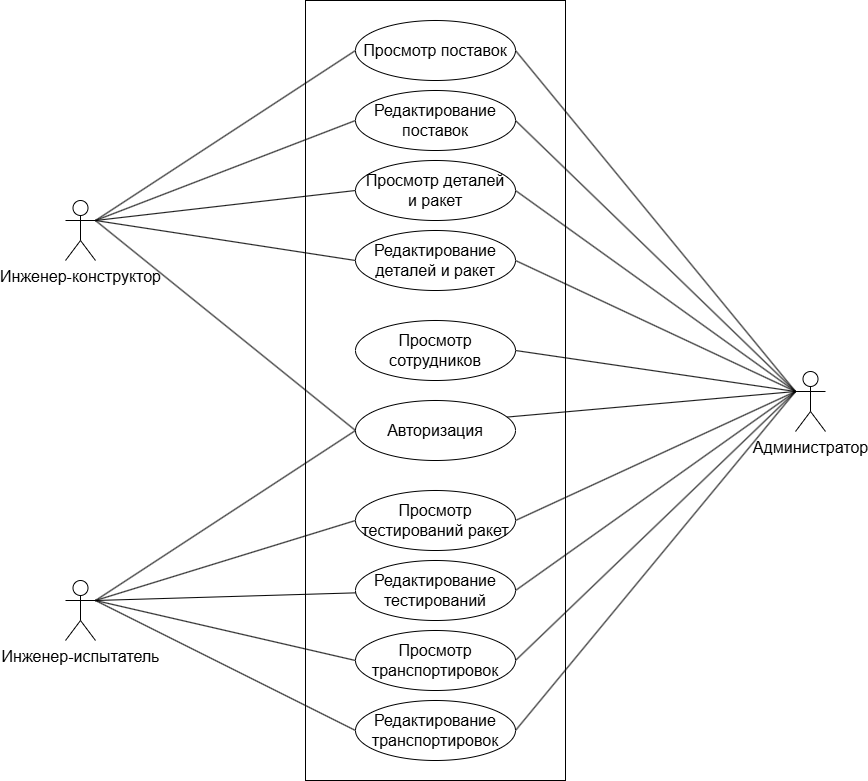 Просмотр поставок
Редактирование
поставок
Просмотр деталей
и ракет
Инженер-конструктор
Редактирование
деталей и ракет
Просмотр
сотрудников
Авторизация
Администратор
Просмотр
тестирований ракет
Редактирование
тестирований
Инженер-испытатель
Просмотр
транспортировок
Редактирование
транспортировок